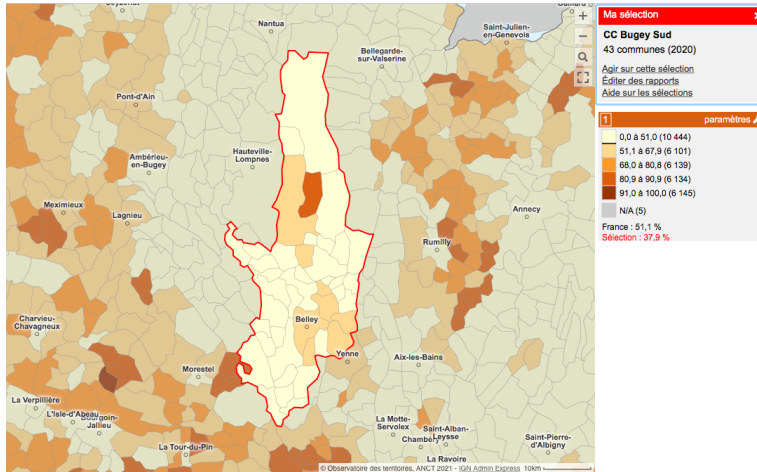 Nantua
Saint-Julien-
en-Genevois
Bellegarde-
sur-Valserine
Pont-d'Ain
Hauteville-
Lompnes
Ambérieu-
en-Bugey
Meximieux
Lagnieu
Annecy
Rumilly
Charvieu-
Chavagneux
Belley
Yenne
Aix-les-Bains
Morestel
La Verpillière
L'Isle-d'Abeau
Bourgoin-
Jallieu
La Motte-
Servolex
Saint-Alban-
Leysse
Chambéry
La Tour-du-Pin
La Ravoire
Saint-Pierre-
d'Albigny
© Observatoire des territoires, ANCT 2021 - IGN Admin Express 10km
Ma sélection
CC Bugey Sud
43 communes (2020)
Agir sur cette sélection
Éditer des rapports
Aide sur les sélections
1 paramètres
0,0 à 51,0 (10 444)
51,1 à 67,9 (6 101)
68,0 à 80,8 (6 139)
80,9 à 90,9 (6 134)
91,0 à 100,0 (6 145)
N/A (5)
France : 51,1 %
Sélection : 37,9 %